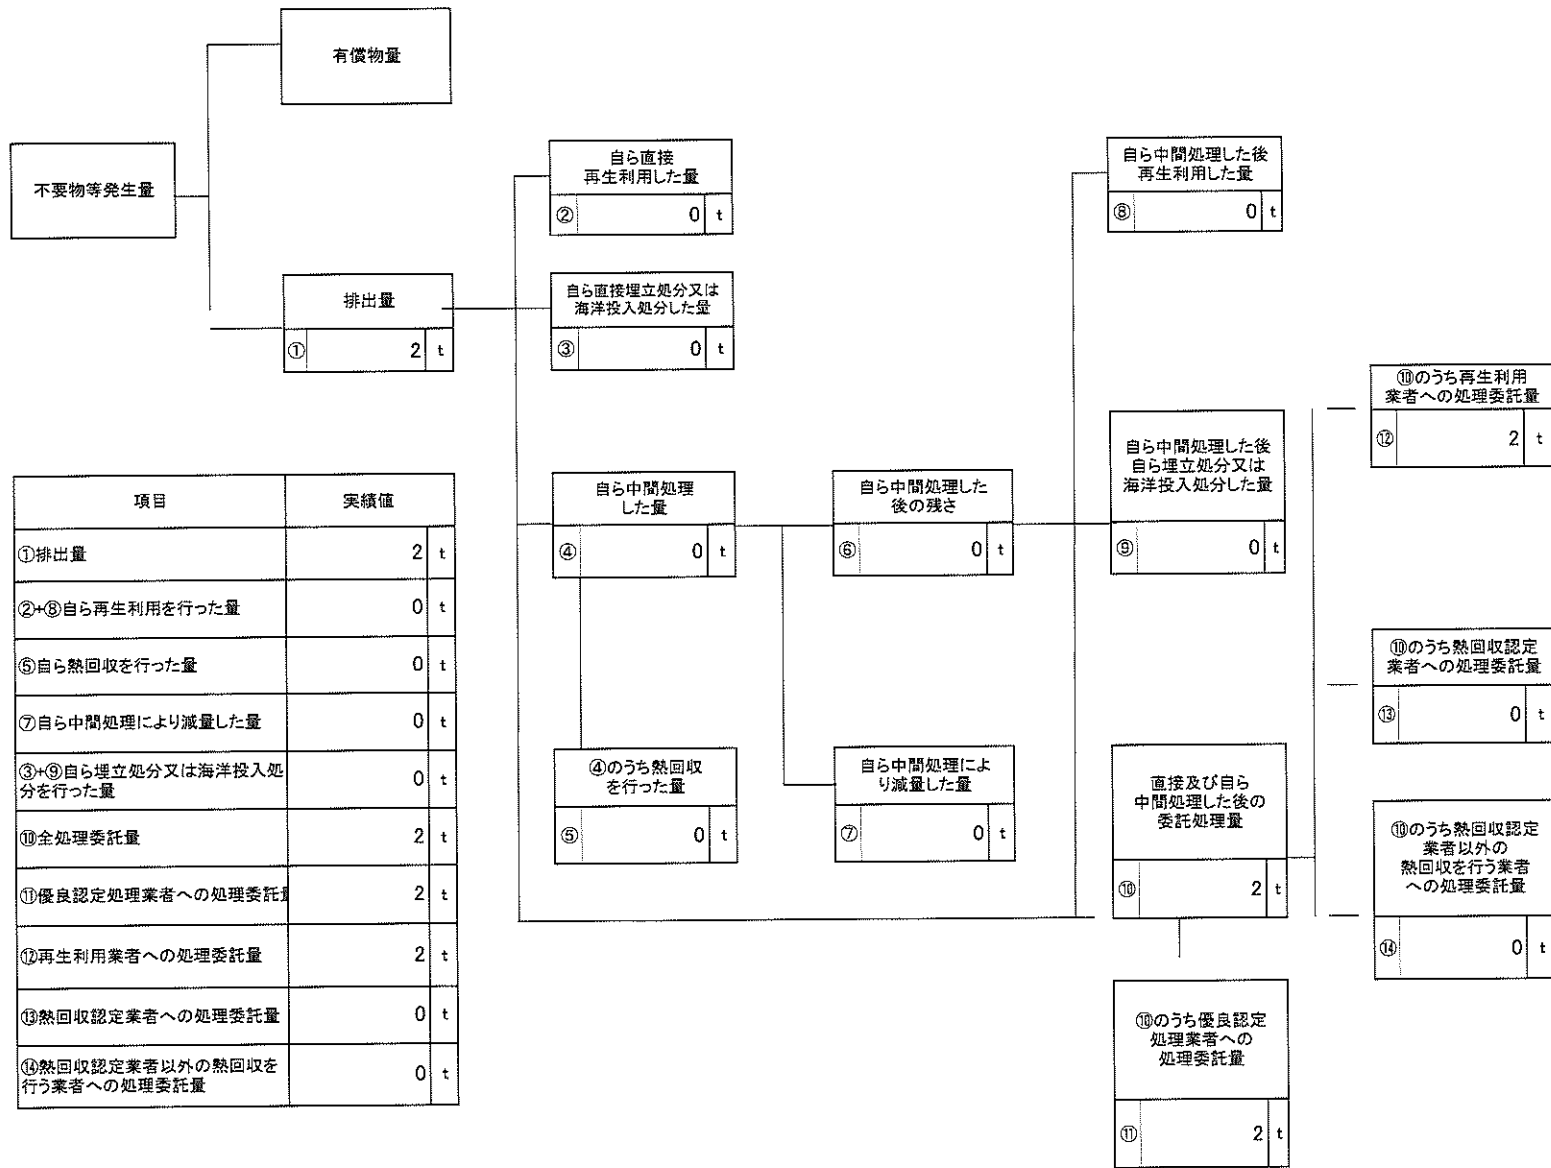 有償物量
不要物等発生量
排出量
① 2 t
自ら直接
再生利用した量
② 0 t
自ら直接埋立処分又は
海洋投入処分した量
③ 0 t
自ら中間処理
した量
④ 0 t
④のうち熱回収
を行った量
⑤ 0 t
自ら中間処理した
後の残さ
⑥ 0 t
自ら中間処理によ
り減量した量
⑦ 0 t
自ら中間処理した後
再生利用した量
⑧ 0 t
自ら中間処理した後
自ら埋立処分又は
海洋投入処分した量
⑨ 0 t
直接及び自ら
中間処理した後の
委託処理量
⑩ 2 t
⑩のうち優良認定
処理業者への
処理委託量
⑪ 2 t
⑩のうち再生利用
業者への処理委託量
⑫ 2 t
⑩のうち熱回収認定
業者への処理委託量
⑬ 0 t
⑩のうち熱回収認定
業者以外の
熱回収を行う業者
への処理委託量
⑭ 0 t
項目 実績値
①排出量 2 t
②+⑧自ら再生利用を行った量 0 t
⑤自ら熱回収を行った量 0 t
⑦自ら中間処理により減量した量 0 t
③+⑨自ら埋立処分又は海洋投入処
分を行った量 0 t
⑩全処理委託量 2 t
⑪優良認定処理業者への処理委託量 2 t
⑫再生利用業者への処理委託量 2 t
⑬熱回収認定業者への処理委託量 0 t
⑭熱回収認定業者以外の熱回収を
行う業者への処理委託量 0 t